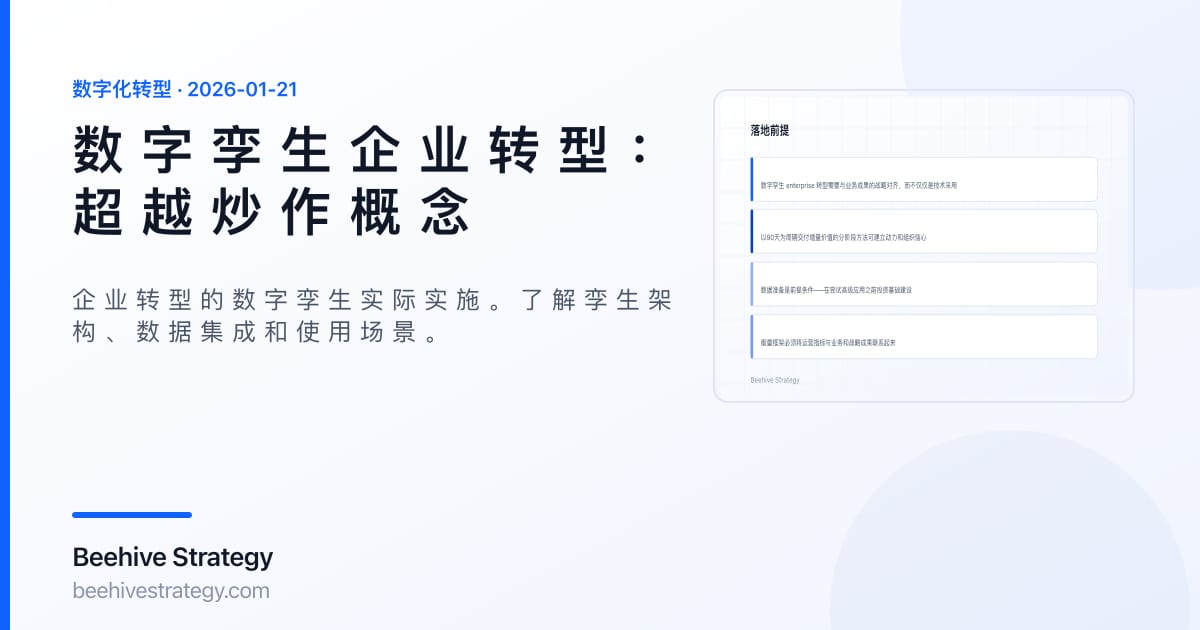 数字化转型 · 2026-01-21
数字孪生企业转型：
超越炒作概念
企业转型的数字孪生实际实施。了解孪生架
构、数据集成和使用场景。
落地前提
数字孪生 enterprise 转型需要与业务成果的战略对齐，而不仅仅是技术采用
以90天为周期交付增量价值的分阶段方法可建立动力和组织信心
数据准备是前提条件——在尝试高级应用之前投资基础建设
衡量框架必须将运营指标与业务和战略成果联系起来
Beehive Strategy
Beehive Strategy
beehivestrategy.com